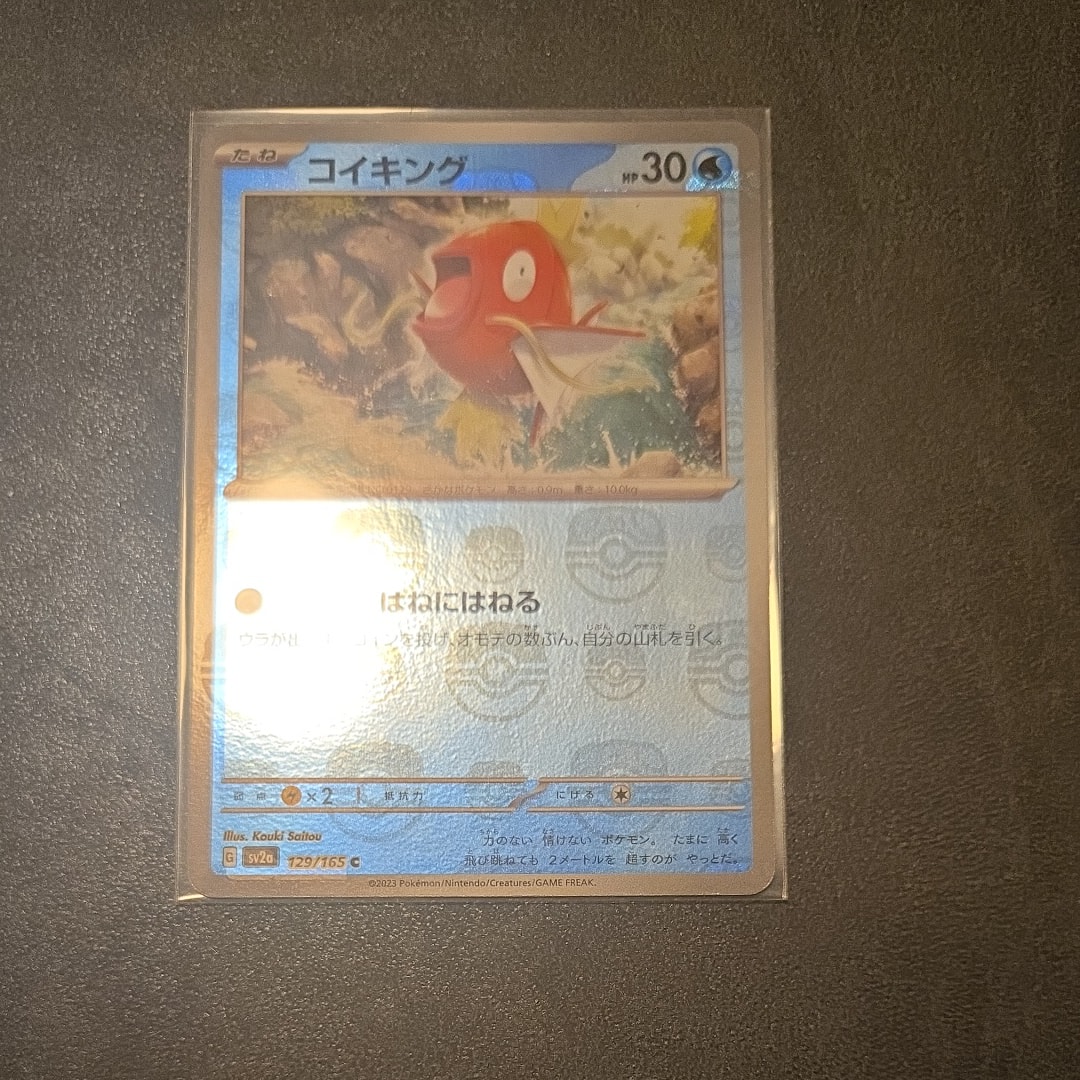 たね
コイキング
HP 30
さかなポケモン 高さ:0.9m 重さ:10.0kg
ばねにはねる
ウラが コインを投げ、オモテの数ぶん、自分の山札を引く。
弱点 ×2 抵抗力 にげる
Illus. Kouki Saitou
力のない 情けない ポケモン。 たまに 高く
飛び跳ねても 2メートルを 超すのが やっとだ。
G sv2a 129/165 C
©2023 Pokémon/Nintendo/Creatures/GAME FREAK.